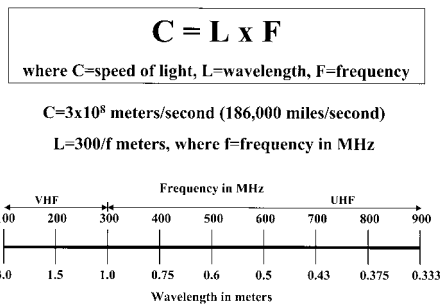 C = L x F
where C=speed of light, L=wavelength, F=frequency
C=3x10⁸ meters/second (186,000 miles/second)
L=300/f meters, where f=frequency in MHz
Frequency in MHz
VHF UHF
00 200 300 400 500 600 700 800 900
.0 1.5 1.0 0.75 0.6 0.5 0.43 0.375 0.333
Wavelength in meters